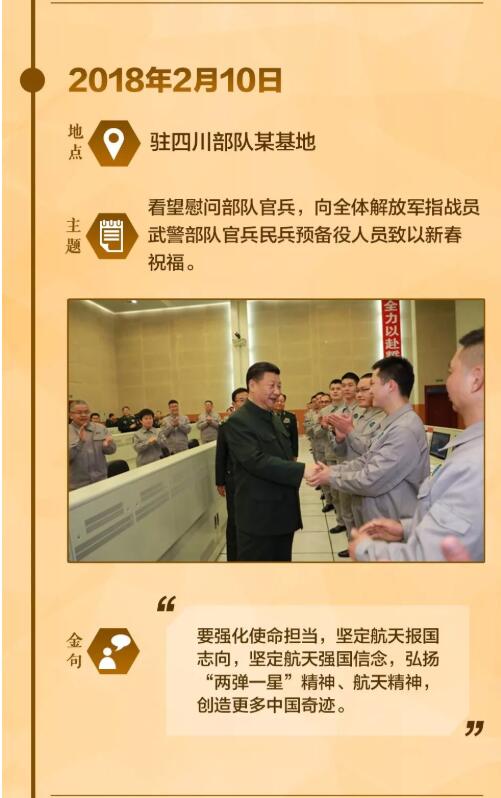 2018年2月10日
地点
驻四川部队某基地
主题
看望慰问部队官兵，向全体解放军指战员
武警部队官兵民兵预备役人员致以新春
祝福。
全力以赴
金句
“
要强化使命担当，坚定航天报国
志向，坚定航天强国信念，弘扬
“两弹一星”精神、航天精神，
创造更多中国奇迹。
”